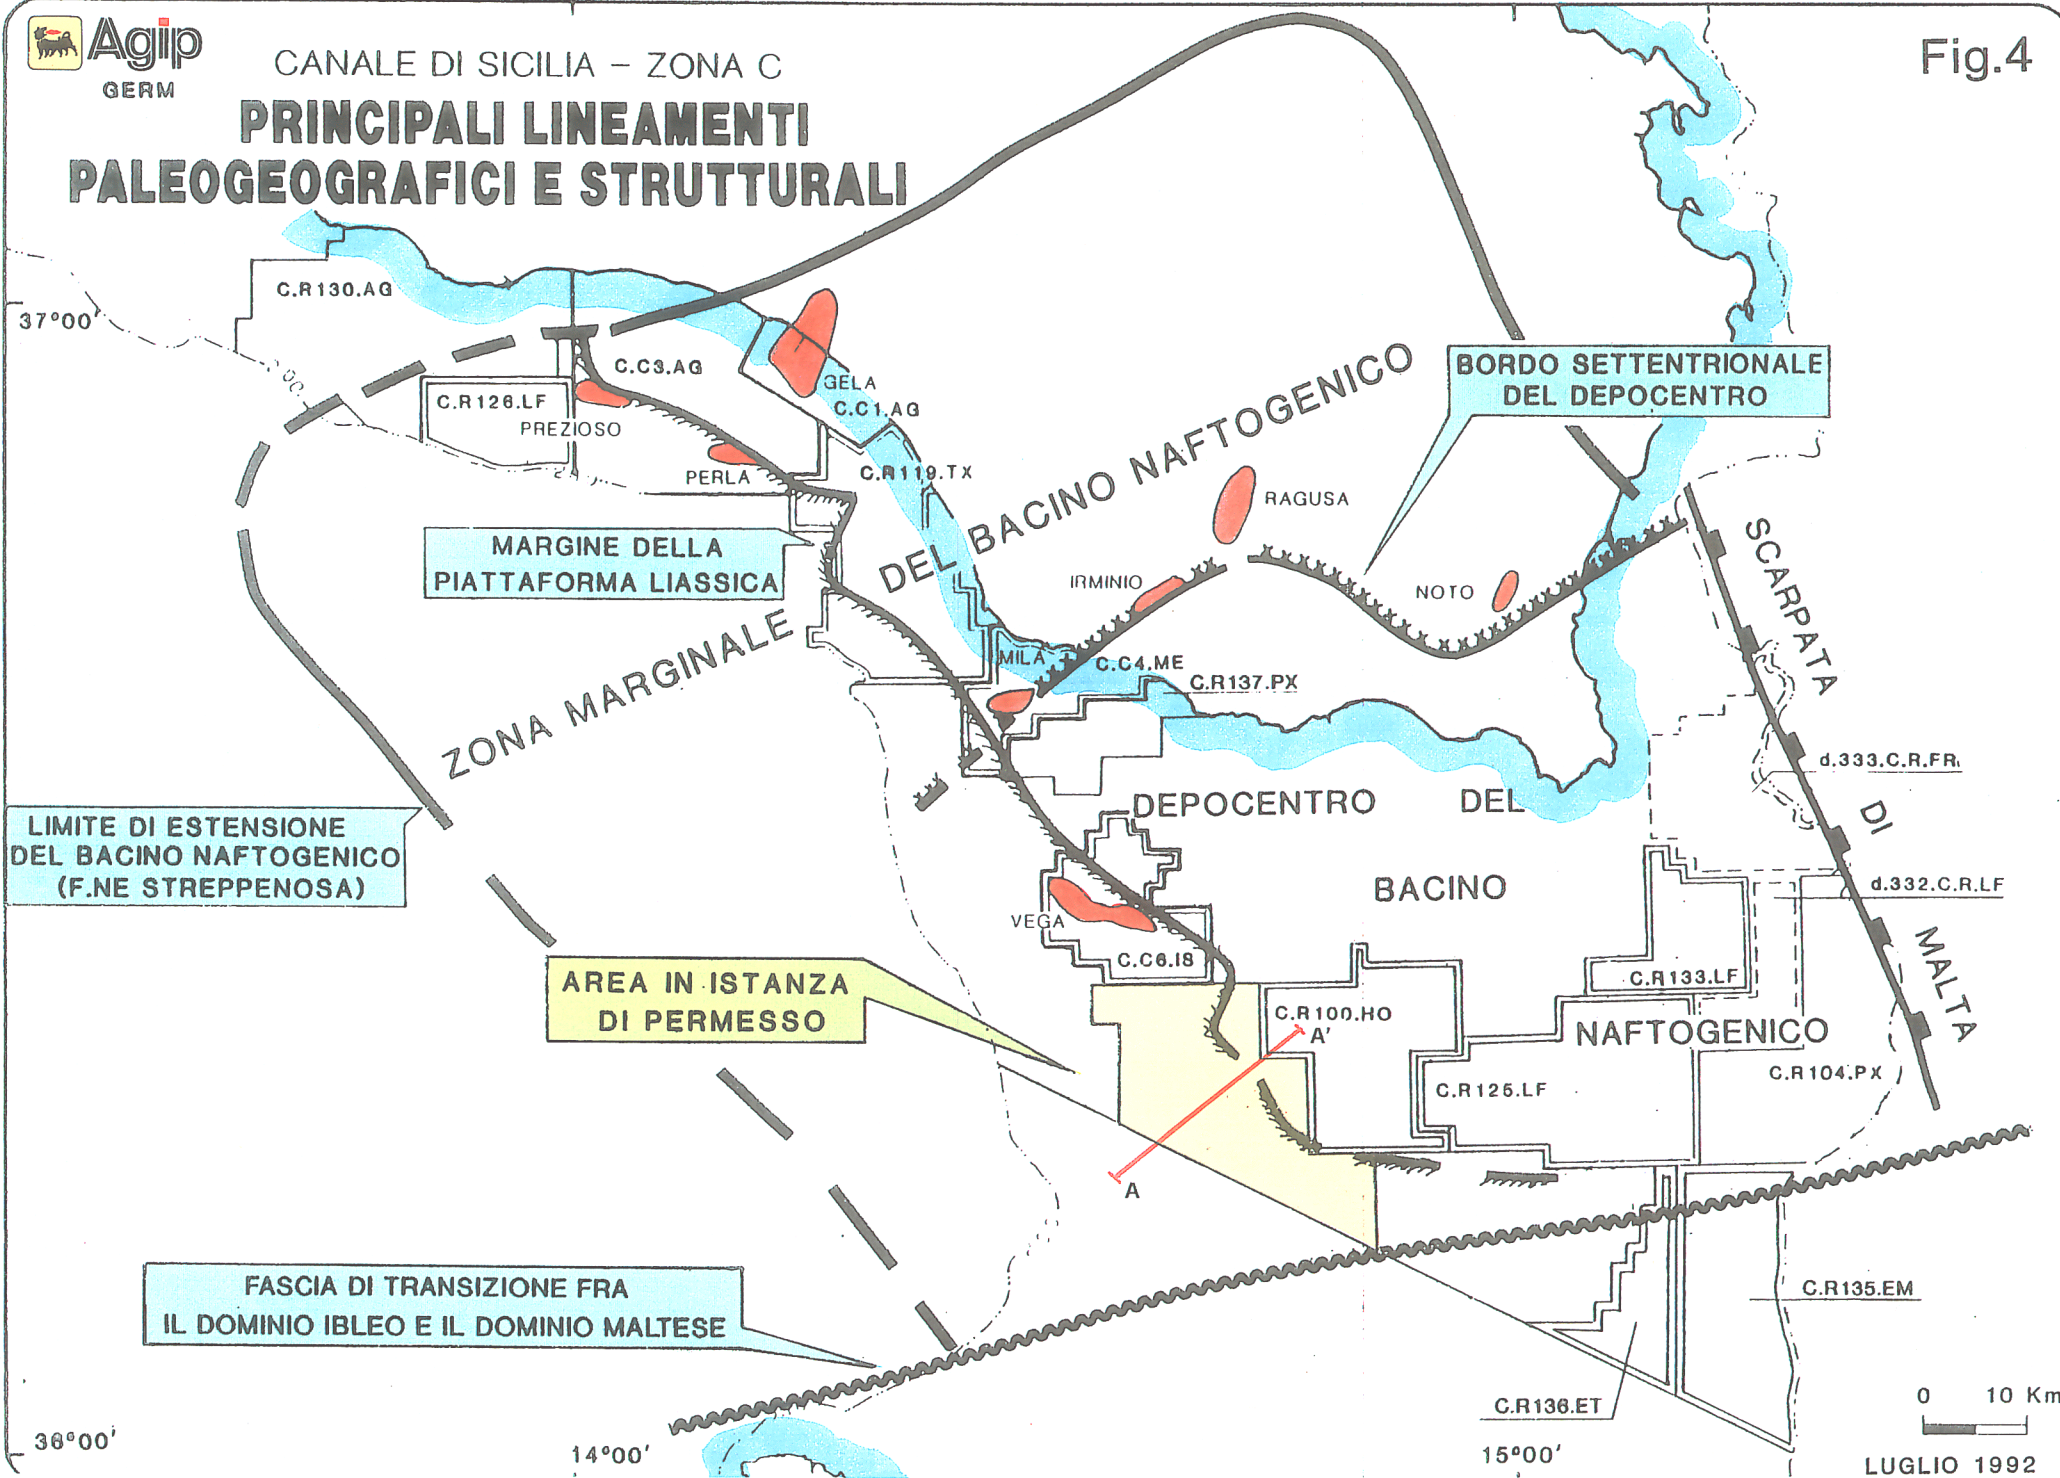 Agip
GERM
CANALE DI SICILIA – ZONA C
PRINCIPALI LINEAMENTI
PALEOGEOGRAFICI E STRUTTURALI
Fig.4
37°00'
C.R130.AG
C.C3.AG
C.R126.LF
PREZIOSO
PERLA
GELA
C.C1.AG
C.R119.TX
BORDO SETTENTRIONALE
DEL DEPOCENTRO
MARGINE DELLA
PIATTAFORMA LIASSICA
ZONA MARGINALE DEL BACINO NAFTOGENICO
RAGUSA
IRMINIO
NOTO
MILA
C.C4.ME
C.R137.PX
SCARPATA DI MALTA
d.333.C.R.FR
DEPOCENTRO DEL
BACINO
NAFTOGENICO
LIMITE DI ESTENSIONE
DEL BACINO NAFTOGENICO
(F.NE STREPPENOSA)
d.332.C.R.LF
VEGA
C.C6.IS
C.R133.LF
AREA IN ISTANZA
DI PERMESSO
C.R100.HO
A'
C.R125.LF
C.R104.PX
A
FASCIA DI TRANSIZIONE FRA
IL DOMINIO IBLEO E IL DOMINIO MALTESE
C.R135.EM
C.R136.ET
0 10 Km
36°00'
14°00'
15°00'
LUGLIO 1992